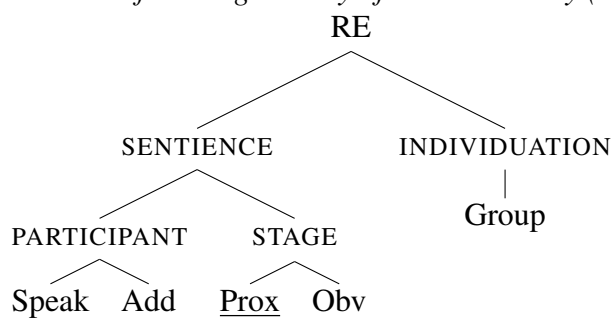 RE
SENTIENCE INDIVIDUATION
Group
PARTICIPANT STAGE
Speak Add Prox Obv